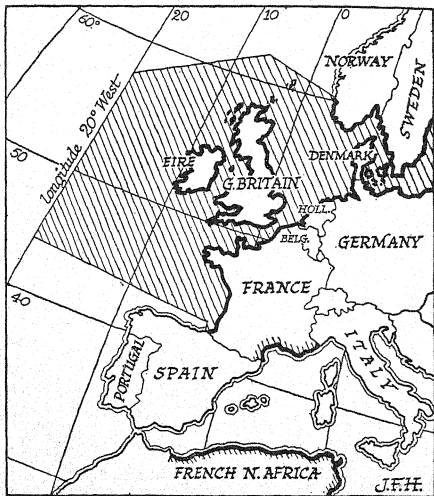 60.°
20
10
0
NORWAY
SWEDEN
Longitude 20° West
50
EIRE
DENMARK
G. BRITAIN
HOLL.
BELG.
GERMANY
FRANCE
40
PORTUGAL
SPAIN
ITALY
FRENCH N. AFRICA
J.F.H.